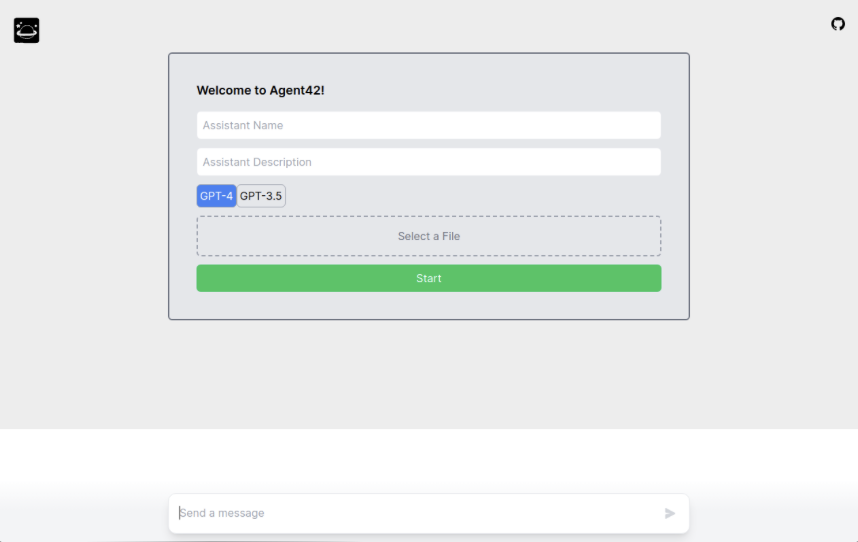 Welcome to Agent42!
Assistant Name
Assistant Description
GPT-4 GPT-3.5
Select a File
Start
Send a message